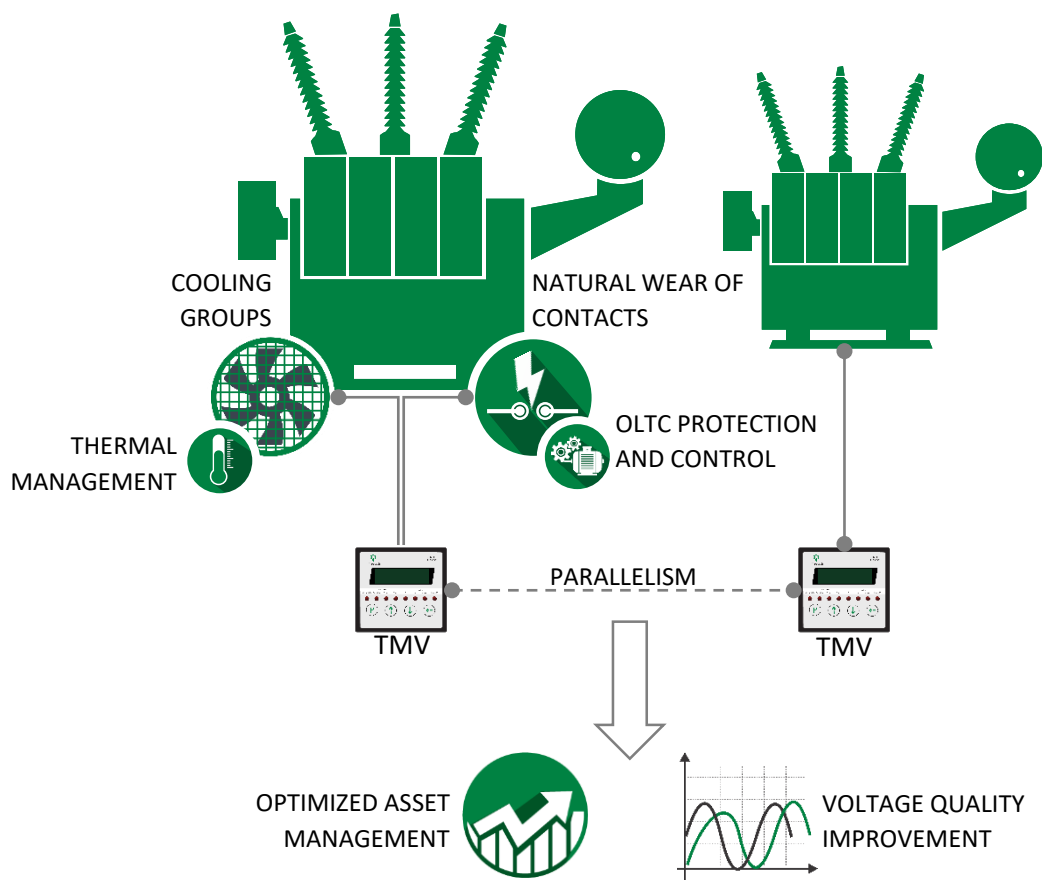 COOLING
GROUPS
NATURAL WEAR OF
CONTACTS
THERMAL
MANAGEMENT
OLTC PROTECTION
AND CONTROL
PARALLELISM
TMV
TMV
OPTIMIZED ASSET
MANAGEMENT
VOLTAGE QUALITY
IMPROVEMENT